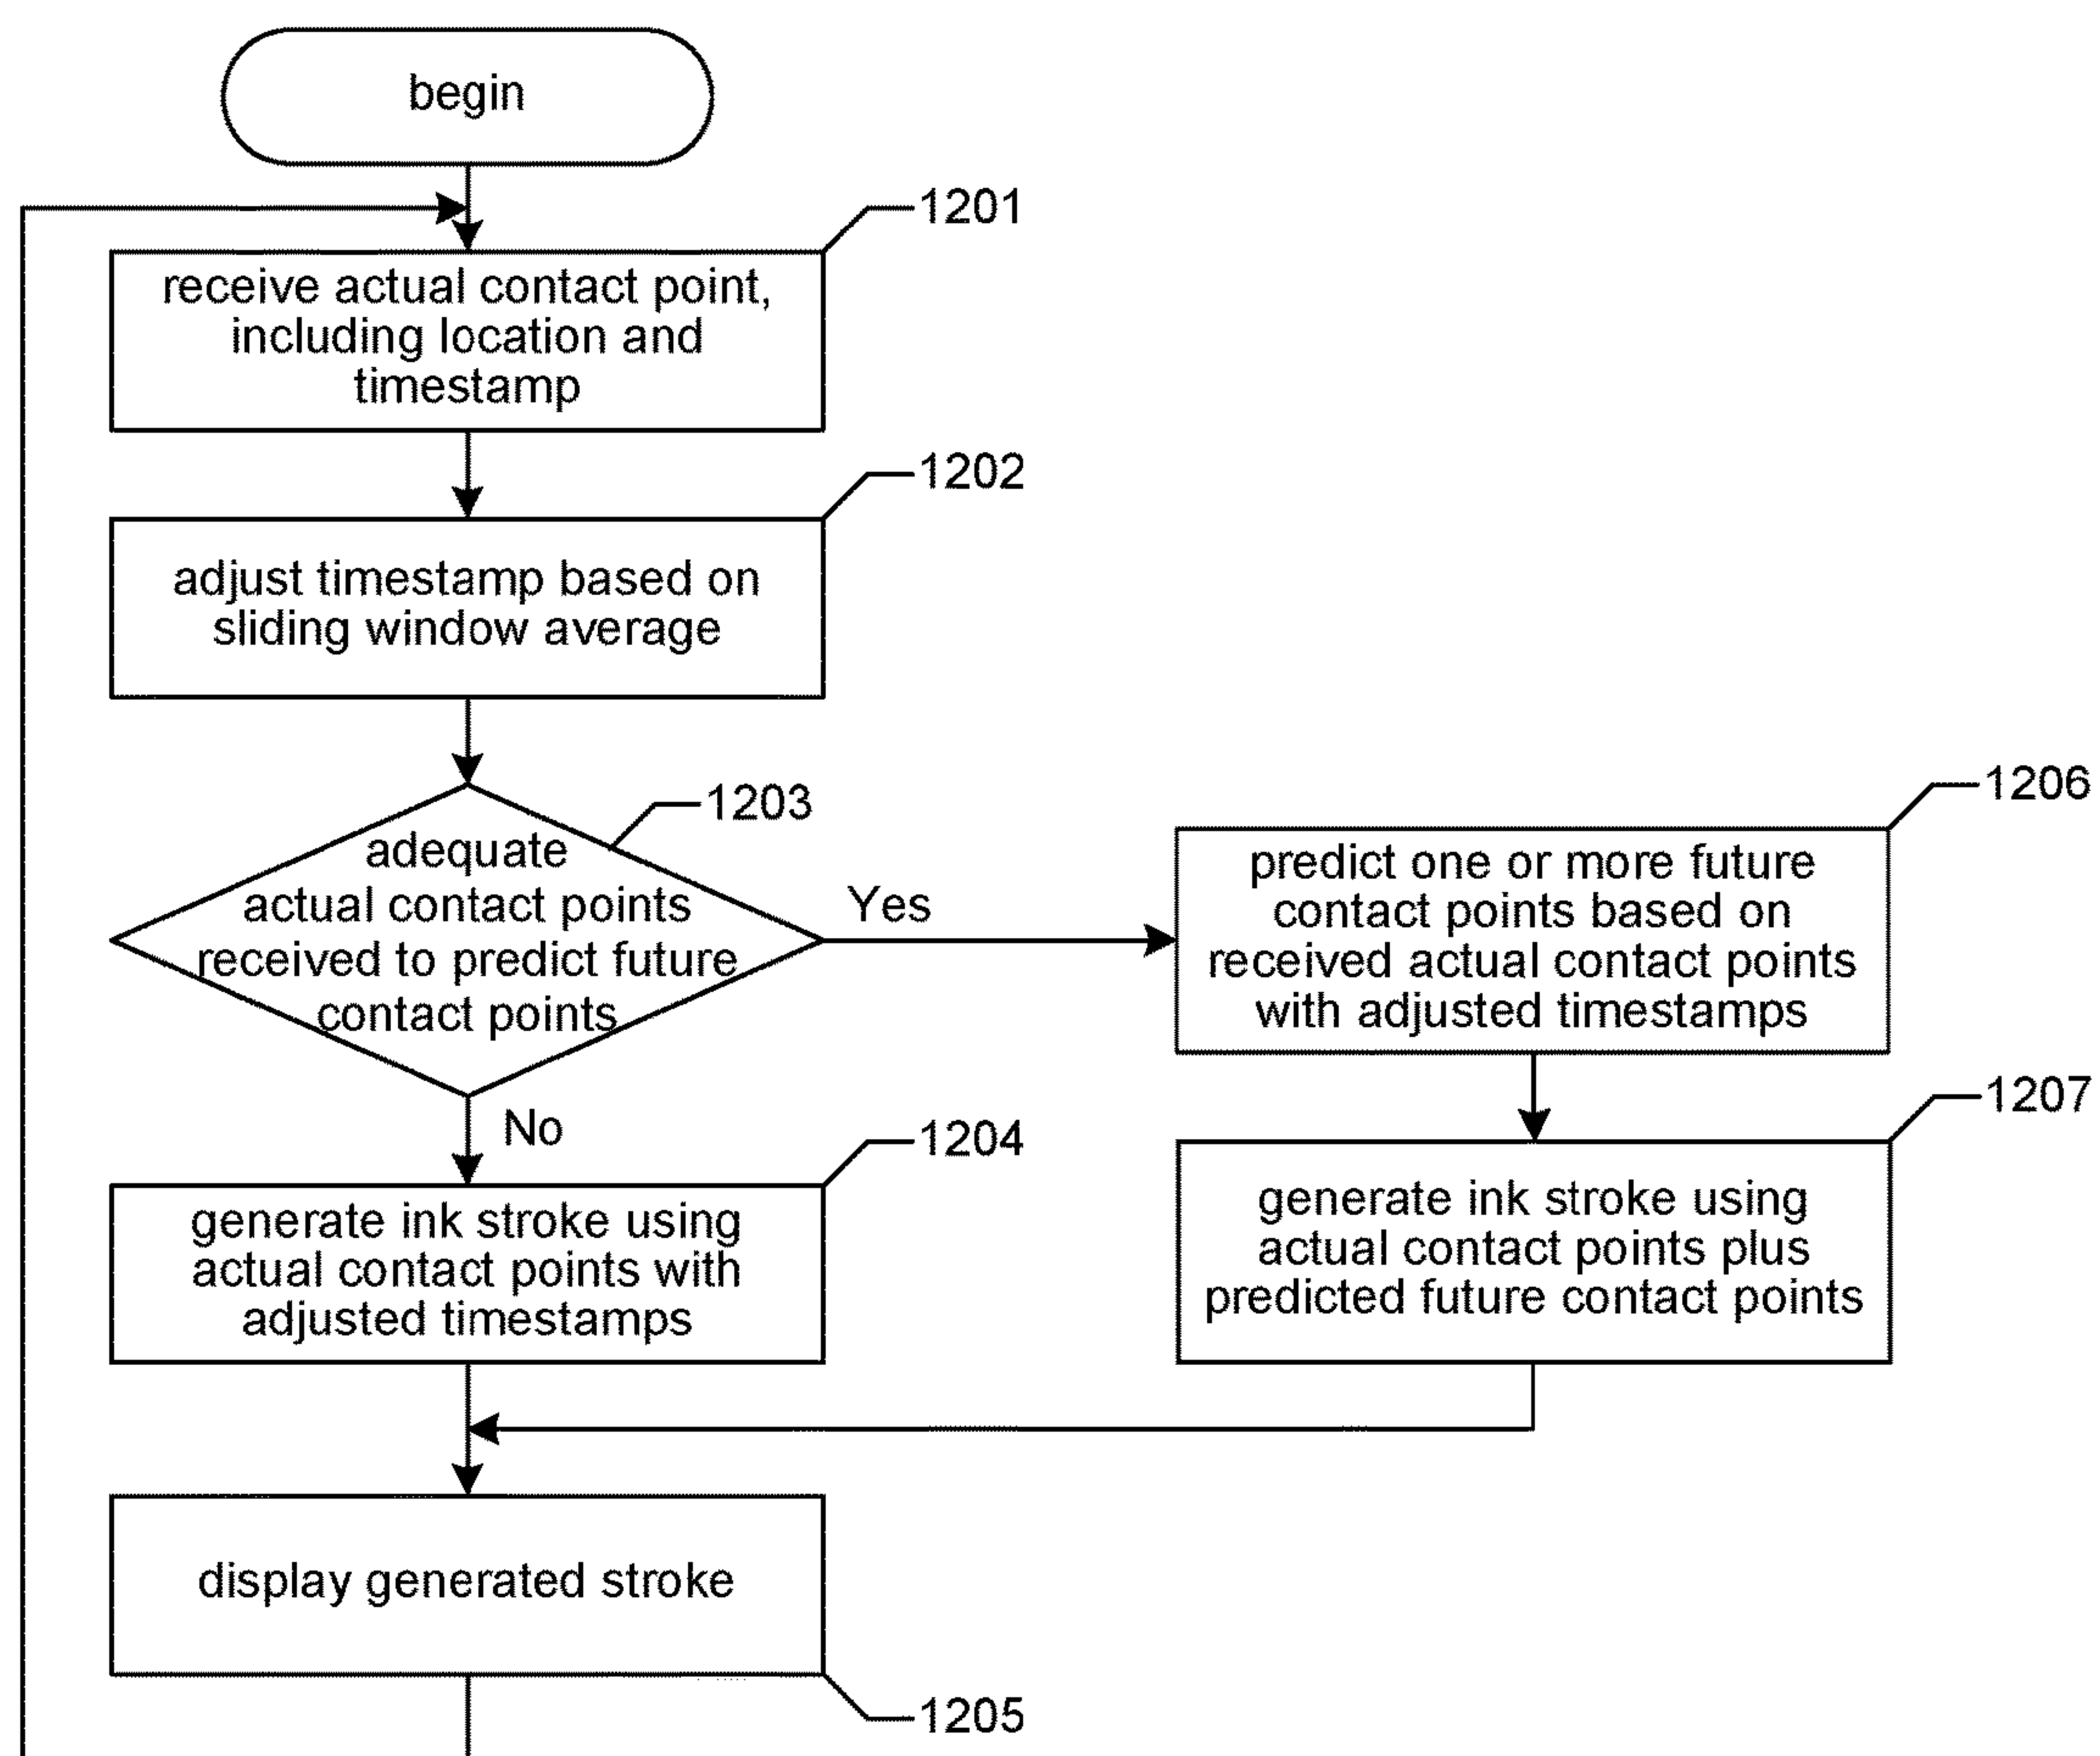 begin
1201
receive actual contact point,
including location and
timestamp
1202
adjust timestamp based on
sliding window average
1203
adequate
actual contact points
received to predict future
contact points
Yes
No
1206
predict one or more future
contact points based on
received actual contact points
with adjusted timestamps
1207
generate ink stroke using
actual contact points plus
predicted future contact points
1204
generate ink stroke using
actual contact points with
adjusted timestamps
display generated stroke
1205